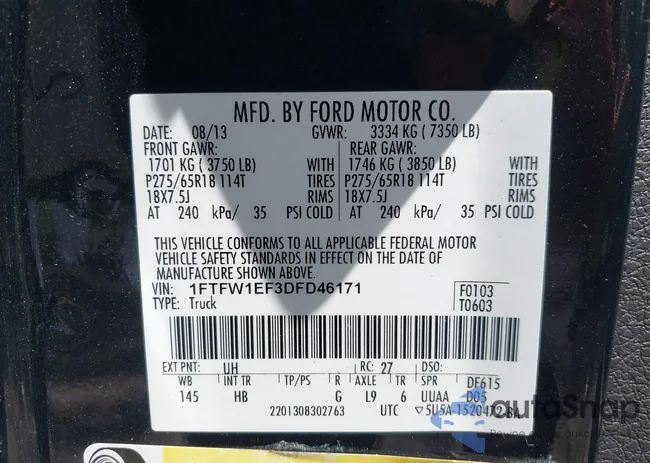 MFD. BY FORD MOTOR CO.
DATE: 08/13 GVWR: 3334 KG ( 7350 LB)
FRONT GAWR: REAR GAWR:
1701 KG ( 3750 LB) WITH 1746 KG ( 3850 LB) WITH
P275/65R18 114T TIRES P275/65R18 114T TIRES
18X7.5J RIMS 18X7.5J RIMS
AT 240 kPa/ 35 PSI COLD AT 240 kPa/ 35 PSI COLD
THIS VEHICLE CONFORMS TO ALL APPLICABLE FEDERAL MOTOR
VEHICLE SAFETY STANDARDS IN EFFECT ON THE DATE OF
MANUFACTURE SHOWN ABOVE.
VIN: 1FTFW1EF3DFD46171 F0103
TYPE: Truck T0603
EXT PNT: UH RC: 27 DSO:
WB INT TR TP/PS R AXLE TR SPR DF615
145 HB G L9 6 UUAA D05
2201308302763 UTC ▽5U5A 1520472 BA
autoSnap